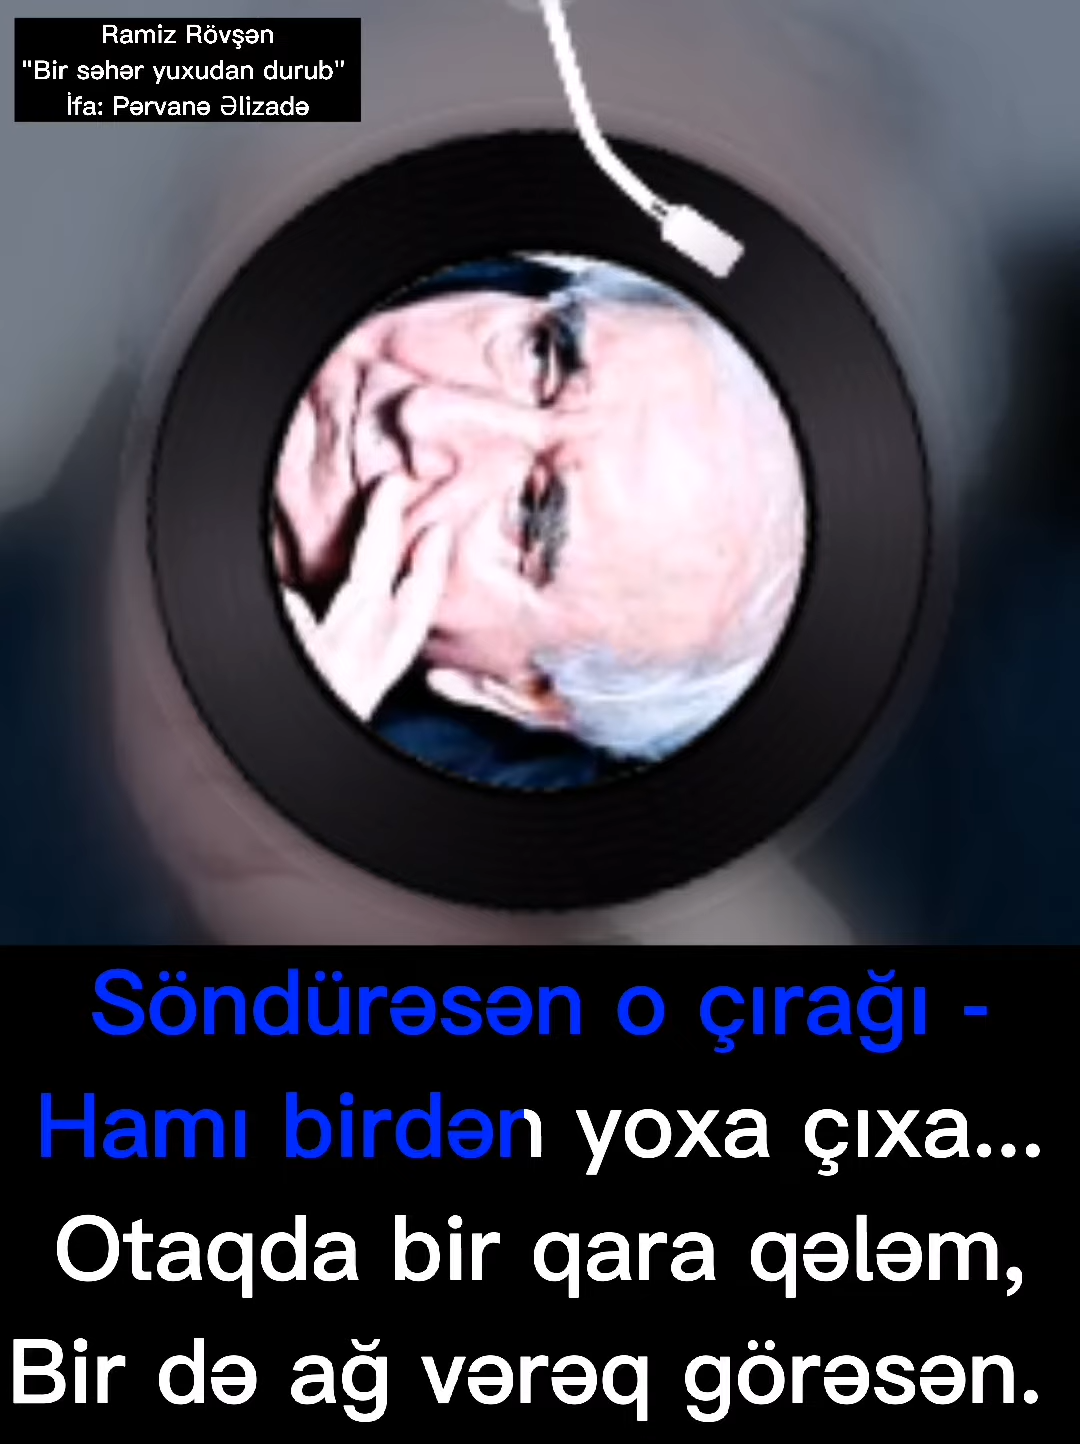 Ramiz Rövşən
"Bir səhər yuxudan durub"
İfa: Pərvanə Əlizadə
Söndürəsən o çırağı -
Hamı birdən yoxa çıxa...
Otaqda bir qara qələm,
Bir də ağ vərəq görəsən.